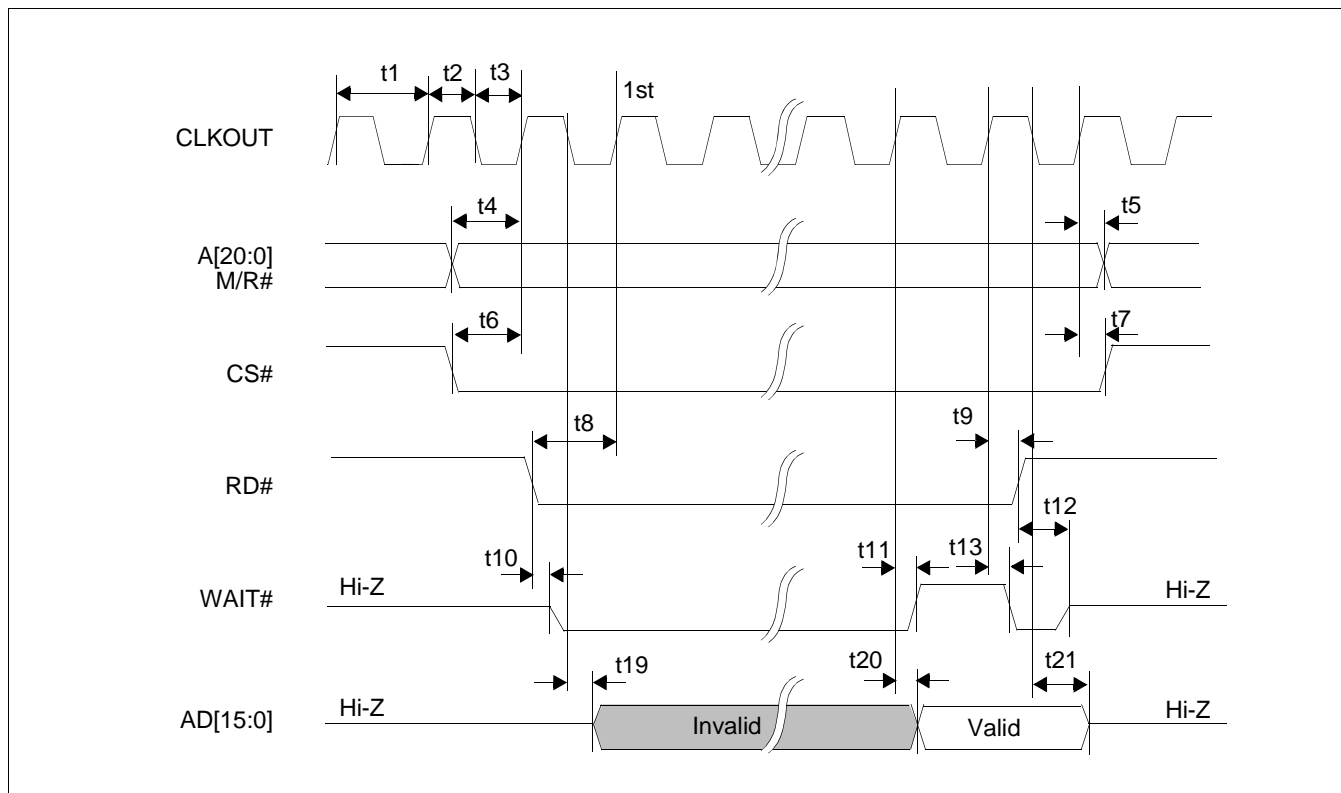 t1 t2 t3
1st
CLKOUT
t4 t5
A[20:0]
M/R#
t6 t7
CS#
t8 t9
RD#
t12
t10 t11 t13
Hi-Z Hi-Z
WAIT#
t19 t20 t21
Hi-Z Hi-Z
AD[15:0]
Invalid Valid